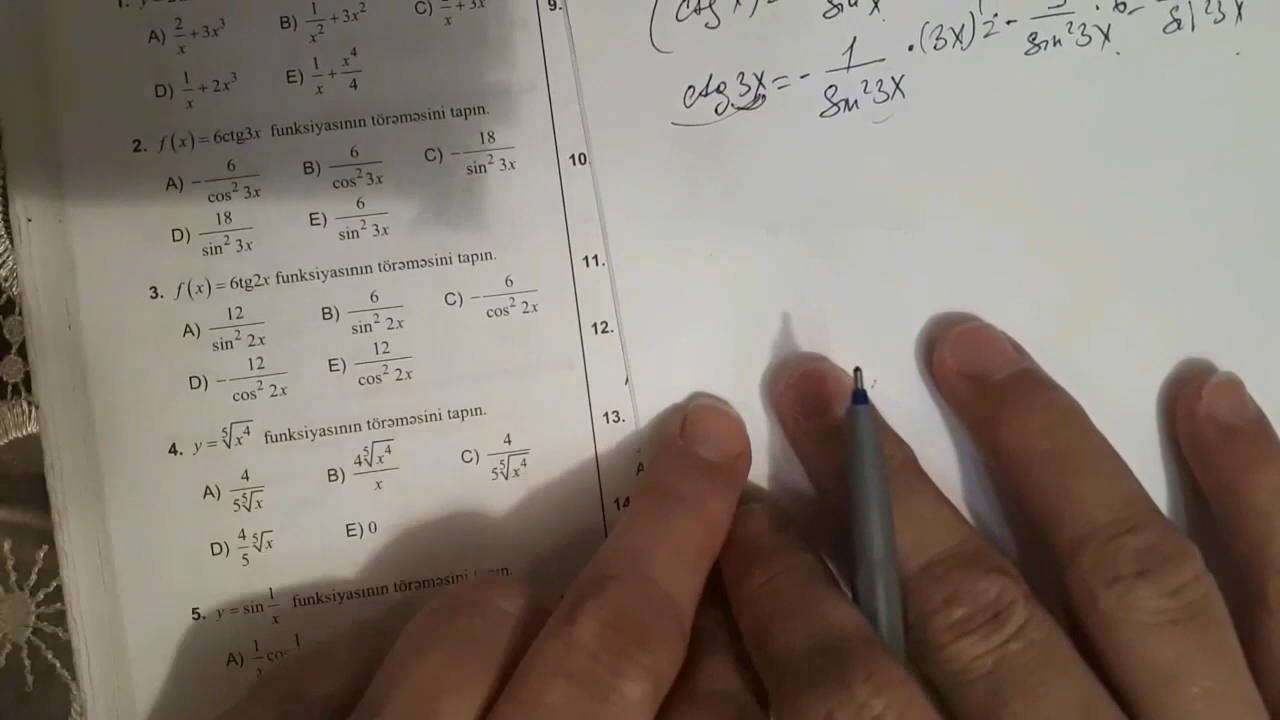 A) 2/x + 3x³ B) 1/x² + 3x²
D) 1/x + 2x³ E) 1/x + x⁴/4
2. f(x) = 6ctg3x funksiyasının törəməsini tapın.
A) − 6/cos² 3x B) 6/cos² 3x C) − 18/sin² 3x
D) 18/sin² 3x E) 6/sin² 3x
3. f(x) = 6tg2x funksiyasının törəməsini tapın.
A) 12/sin² 2x B) 6/sin² 2x C) − 6/cos² 2x
D) − 12/cos² 2x E) 12/cos² 2x
4. y = ⁵√x⁴ funksiyasının törəməsini tapın.
A) 4/5⁵√x B) 4⁵√x⁴/x C) 4/5⁵√x⁴
D) 4/5 ⁵√x E) 0
5. y = sin 1/x funksiyasının törəməsini tapın.
A)
9.
10.
11.
12.
13.
14
ctg3x = − 1/Sin²3x · (3x)